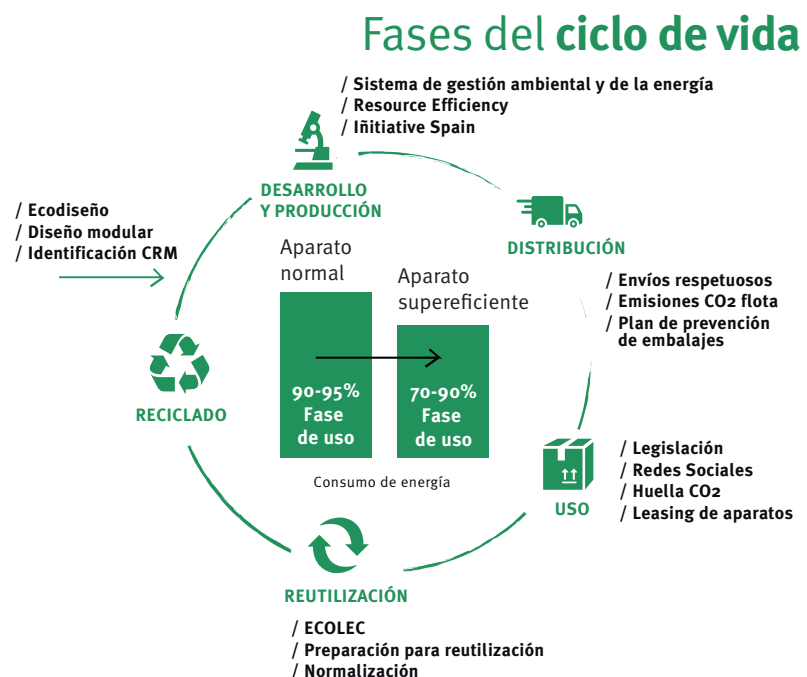 Fases del ciclo de vida
/ Sistema de gestión ambiental y de la energía
/ Resource Efficiency
/ Iñitiative Spain
DESARROLLO
Y PRODUCCIÓN
/ Ecodiseño
/ Diseño modular
/ Identificación CRM
DISTRIBUCIÓN
/ Envíos respetuosos
/ Emisiones CO2 flota
/ Plan de prevención
de embalajes
Aparato
normal
Aparato
supereficiente
90-95%
Fase
de uso
70-90%
Fase
de uso
Consumo de energía
RECICLADO
USO
/ Legislación
/ Redes Sociales
/ Huella CO2
/ Leasing de aparatos
REUTILIZACIÓN
/ ECOLEC
/ Preparación para reutilización
/ Normalización